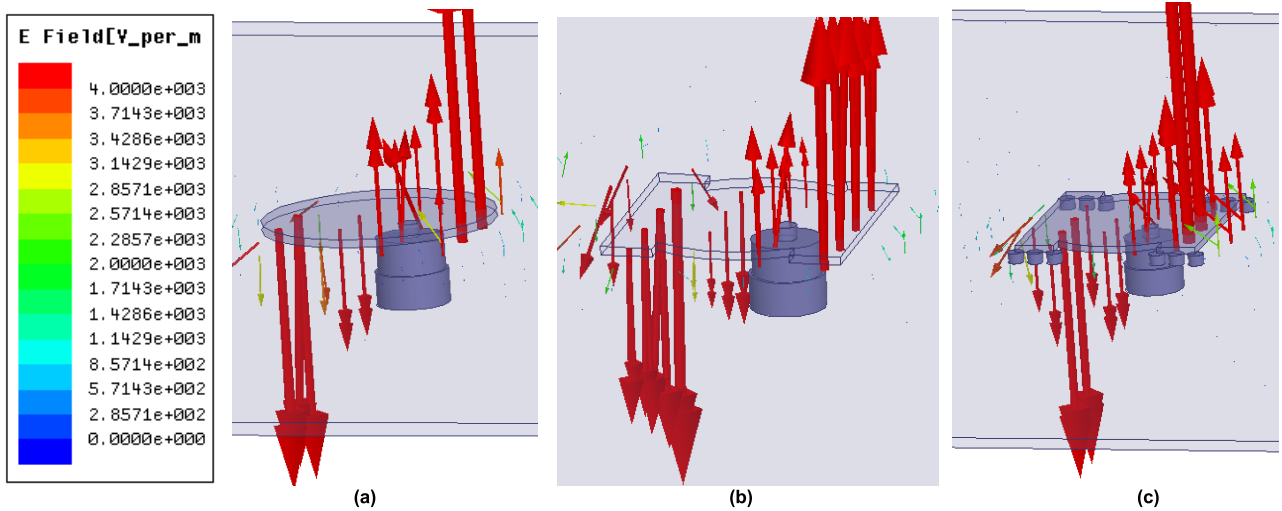 E Field[V_per_m
4.0000e+003
3.7143e+003
3.4286e+003
3.1429e+003
2.8571e+003
2.5714e+003
2.2857e+003
2.0000e+003
1.7143e+003
1.4286e+003
1.1429e+003
8.5714e+002
5.7143e+002
2.8571e+002
0.0000e+000
(a)
(b)
(c)